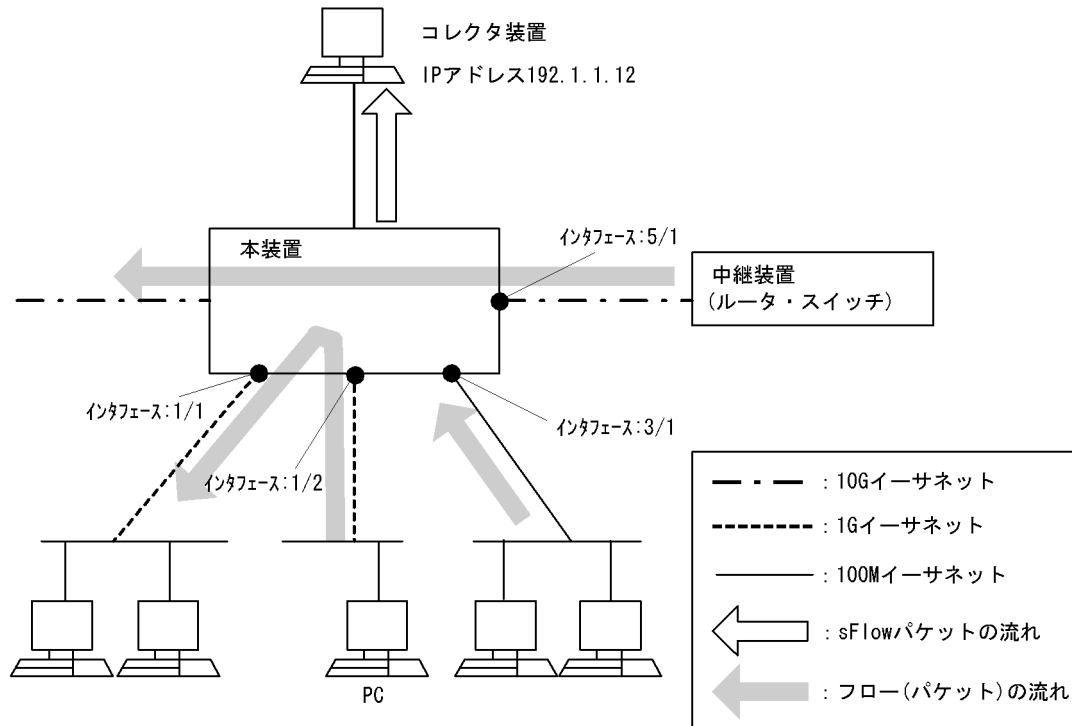 コレクタ装置
IPアドレス192.1.1.12
本装置
ｲﾝﾀﾌｪｰｽ:5/1
中継装置
(ルータ・スイッチ)
ｲﾝﾀﾌｪｰｽ:1/1
ｲﾝﾀﾌｪｰｽ:3/1
ｲﾝﾀﾌｪｰｽ:1/2
PC
: 10Gイーサネット
: 1Gイーサネット
: 100Mイーサネット
: sFlowパケットの流れ
: フロー(パケット)の流れ